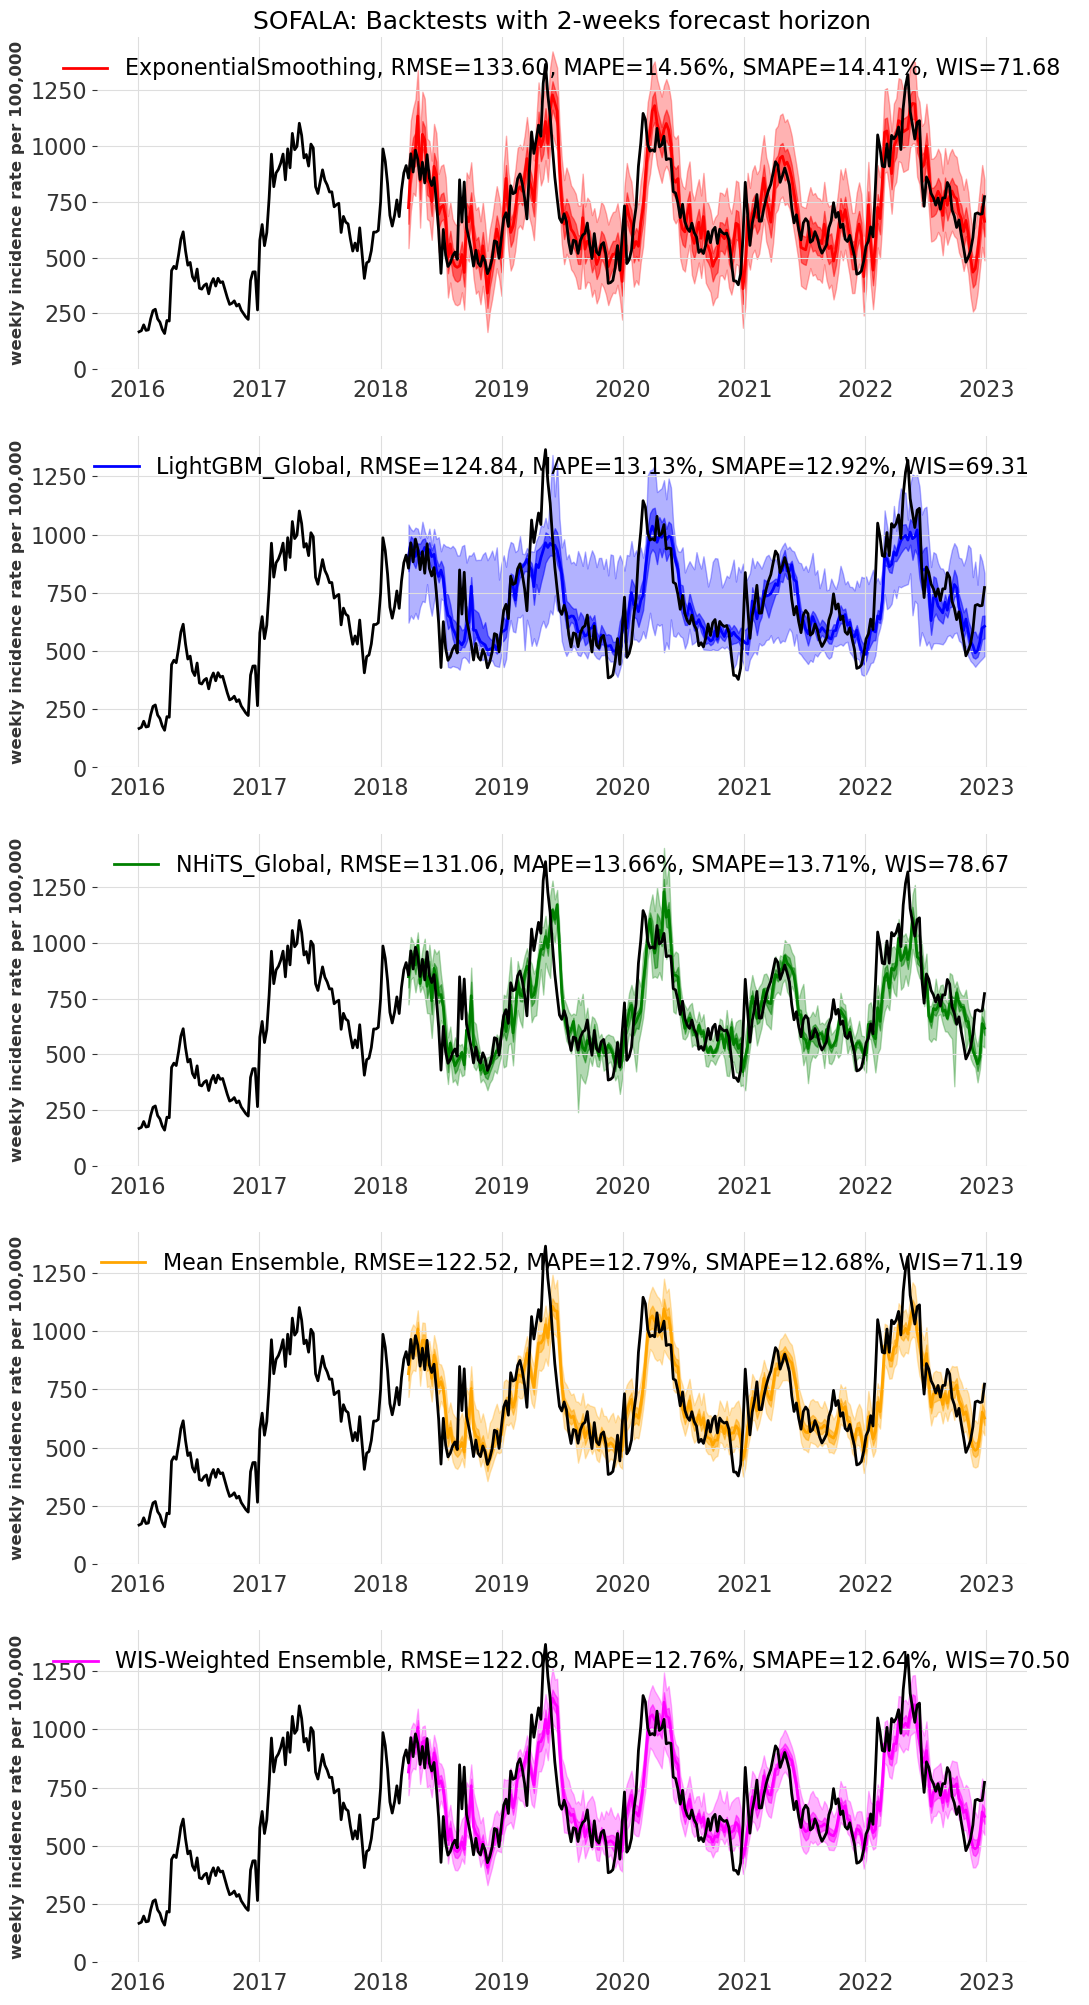 SOFALA: Backtests with 2-weeks forecast horizon
ExponentialSmoothing, RMSE=133.60, MAPE=14.56%, SMAPE=14.41%, WIS=71.68
weekly incidence rate per 100,000
1250
1000
750
500
250
0
2016 2017 2018 2019 2020 2021 2022 2023
LightGBM_Global, RMSE=124.84, MAPE=13.13%, SMAPE=12.92%, WIS=69.31
weekly incidence rate per 100,000
1250
1000
750
500
250
0
2016 2017 2018 2019 2020 2021 2022 2023
NHiTS_Global, RMSE=131.06, MAPE=13.66%, SMAPE=13.71%, WIS=78.67
weekly incidence rate per 100,000
1250
1000
750
500
250
0
2016 2017 2018 2019 2020 2021 2022 2023
Mean Ensemble, RMSE=122.52, MAPE=12.79%, SMAPE=12.68%, WIS=71.19
weekly incidence rate per 100,000
1250
1000
750
500
250
0
2016 2017 2018 2019 2020 2021 2022 2023
WIS-Weighted Ensemble, RMSE=122.08, MAPE=12.76%, SMAPE=12.64%, WIS=70.50
weekly incidence rate per 100,000
1250
1000
750
500
250
0
2016 2017 2018 2019 2020 2021 2022 2023